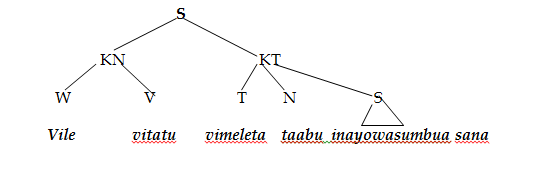 S
KN KT
W V T N S
Vile vitatu vimeleta taabu inayowasumbua sana